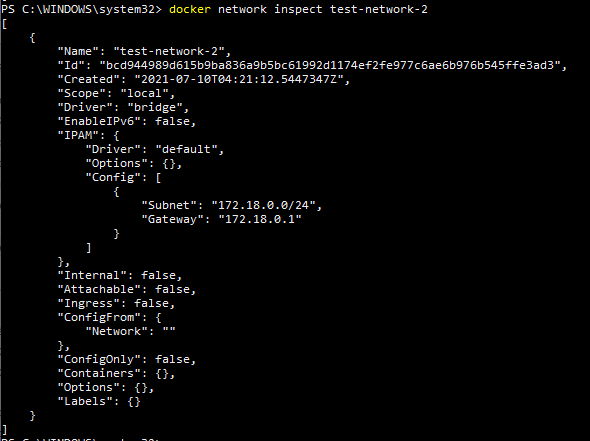 PS C:\WINDOWS\system32> docker network inspect test-network-2
[
    {
        "Name": "test-network-2",
        "Id": "bcd944989d615b9ba836a9b5bc61992d1174ef2fe977c6ae6b976b545ffe3ad3",
        "Created": "2021-07-10T04:21:12.5447347Z",
        "Scope": "local",
        "Driver": "bridge",
        "EnableIPv6": false,
        "IPAM": {
            "Driver": "default",
            "Options": {},
            "Config": [
                {
                    "Subnet": "172.18.0.0/24",
                    "Gateway": "172.18.0.1"
                }
            ]
        },
        "Internal": false,
        "Attachable": false,
        "Ingress": false,
        "ConfigFrom": {
            "Network": ""
        },
        "ConfigOnly": false,
        "Containers": {},
        "Options": {},
        "Labels": {}
    }
]